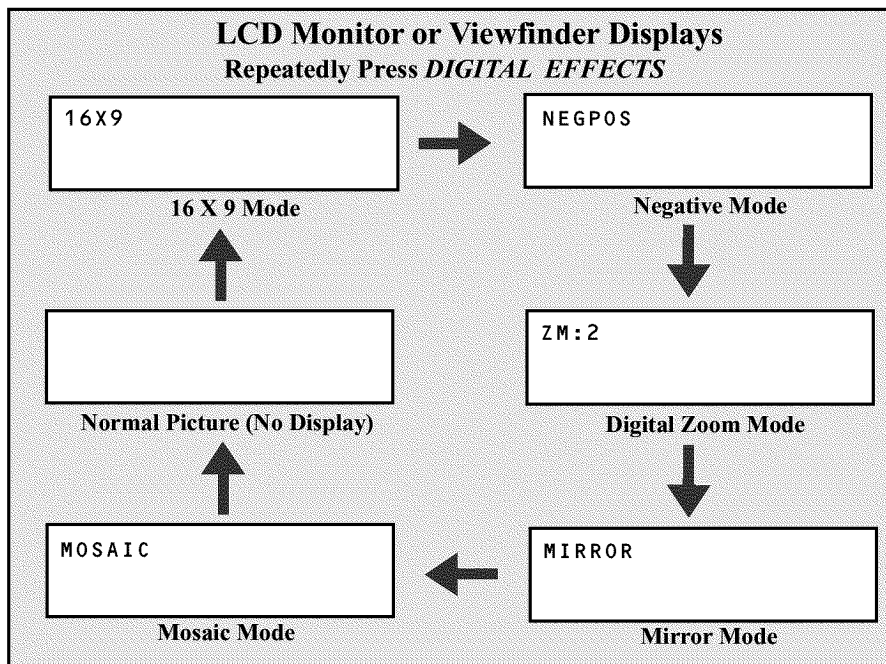 LCD Monitor or Viewfinder Displays
Repeatedly Press DIGITAL EFFECTS
16X9
16 X 9 Mode
NEGPOS
Negative Mode
Normal Picture (No Display)
ZM:2
Digital Zoom Mode
MOSAIC
Mosaic Mode
MIRROR
Mirror Mode